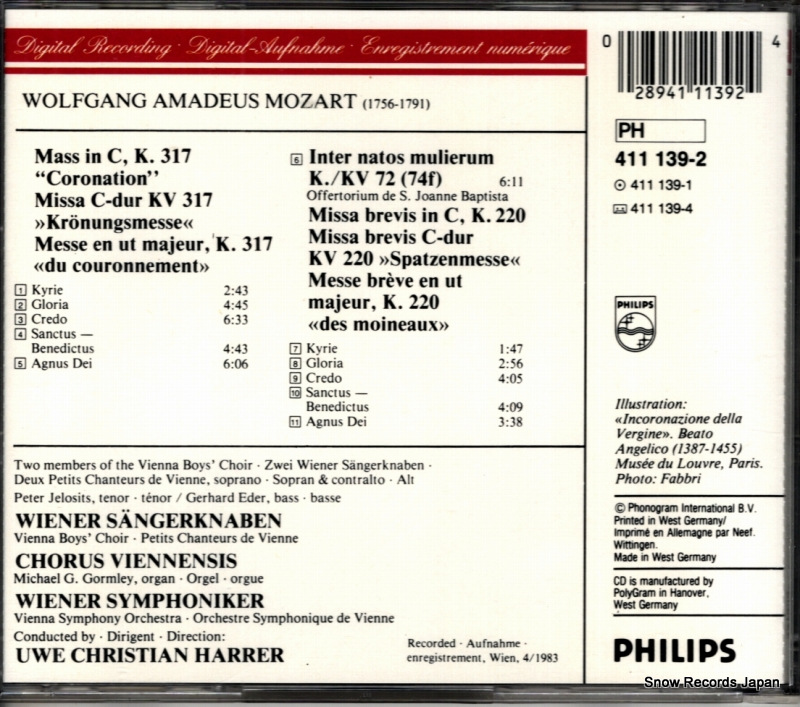 Digital Recording · Digital-Aufnahme · Enregistrement numérique
WOLFGANG AMADEUS MOZART (1756-1791)
Mass in C, K. 317
“Coronation”
Missa C-dur KV 317
»Krönungsmesse«
Messe en ut majeur, K. 317
«du couronnement»
1 Kyrie 2:43
2 Gloria 4:45
3 Credo 6:33
4 Sanctus —
Benedictus 4:43
5 Agnus Dei 6:06
6 Inter natos mulierum
K./KV 72 (74f) 6:11
Offertorium de S. Joanne Baptista
Missa brevis in C, K. 220
Missa brevis C-dur
KV 220 »Spatzenmesse«
Messe brève en ut
majeur, K. 220
«des moineaux»
7 Kyrie 1:47
8 Gloria 2:56
9 Credo 4:05
10 Sanctus —
Benedictus 4:09
11 Agnus Dei 3:38
Two members of the Vienna Boys' Choir · Zwei Wiener Sängerknaben ·
Deux Petits Chanteurs de Vienne, soprano · Sopran & contralto · Alt
Peter Jelosits, tenor · ténor / Gerhard Eder, bass · basse
WIENER SÄNGERKNABEN
Vienna Boys' Choir · Petits Chanteurs de Vienne
CHORUS VIENNENSIS
Michael G. Gormley, organ · Orgel · orgue
WIENER SYMPHONIKER
Vienna Symphony Orchestra · Orchestre Symphonique de Vienne
Conducted by · Dirigent · Direction:
UWE CHRISTIAN HARRER
Recorded · Aufnahme ·
enregistrement, Wien, 4/1983
0 28941 11392 4
PH
411 139-2
411 139-1
411 139-4
PHILIPS
Illustration:
«Incoronazione della
Vergine». Beato
Angelico (1387-1455)
Musée du Louvre, Paris.
Photo: Fabbri
℗ Phonogram International B.V.
Printed in West Germany/
Imprimé en Allemagne par Neef.
Wittingen.
Made in West Germany
CD is manufactured by
PolyGram in Hanover,
West Germany
PHILIPS
Snow Records Japan